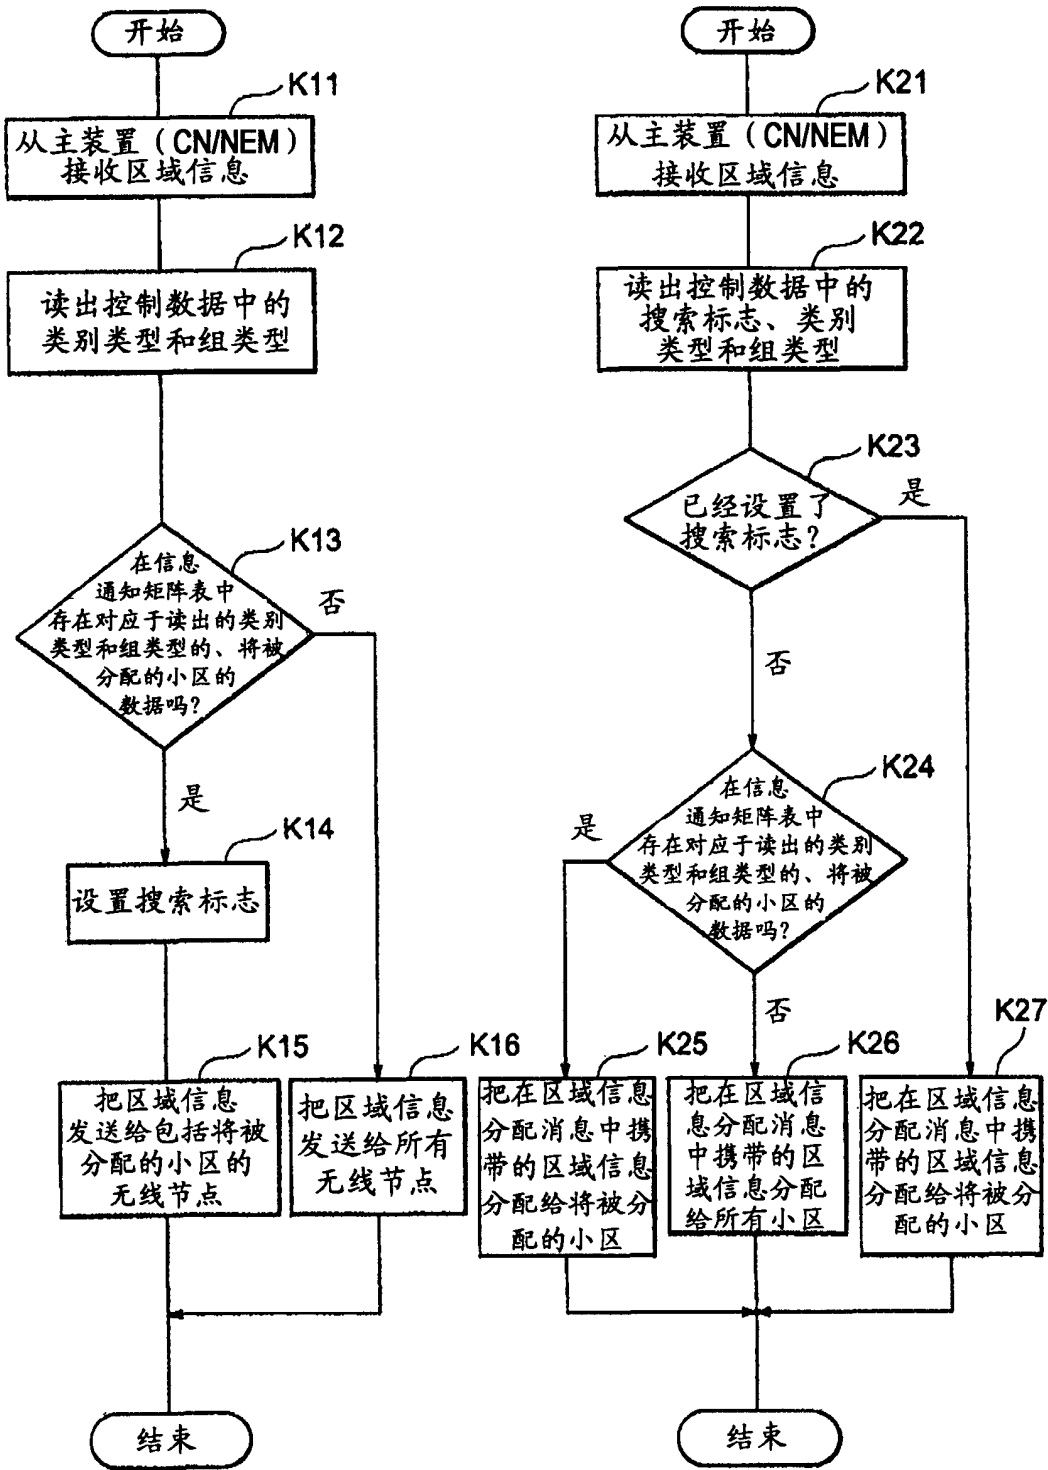 开始
K11
从主装置（CN/NEM）
接收区域信息
K12
读出控制数据中的
类别类型和组类型
K13
在信息
通知矩阵表中
存在对应于读出的类别
类型和组类型的、将被
分配的小区的
数据吗?
否
是
K14
设置搜索标志
K15
把区域信息
发送给包括将被
分配的小区的
无线节点
K16
把区域信息
发送给所有
无线节点
结束
开始
K21
从主装置（CN/NEM）
接收区域信息
K22
读出控制数据中的
搜索标志、类别
类型和组类型
K23
已经设置了
搜索标志?
是
否
K24
在信息
通知矩阵表中
存在对应于读出的类别
类型和组类型的、将被
分配的小区的
数据吗?
是
否
K25
把在区域信息
分配消息中携
带的区域信息
分配给将被分
配的小区
K26
把在区域信
息分配消息
中携带的区
域信息分配
给所有小区
K27
把在区域信息
分配消息中携
带的区域信息
分配给将被分
配的小区
结束